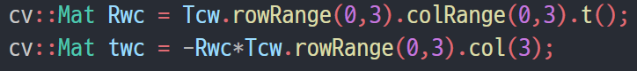 cv::Mat Rwc = Tcw.rowRange(0,3).colRange(0,3).t();
cv::Mat twc = -Rwc*Tcw.rowRange(0,3).col(3);